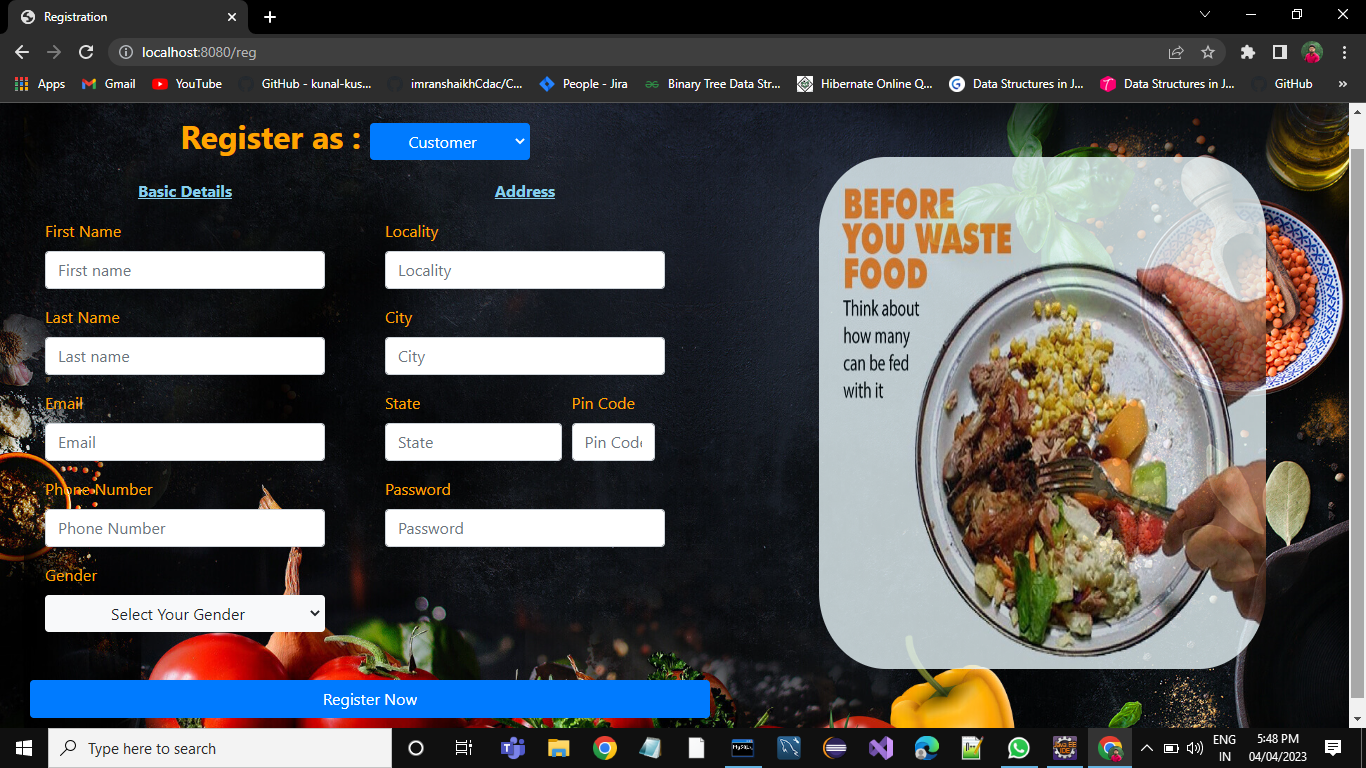 Registration
localhost:8080/reg
Apps
Gmail
YouTube
GitHub - kunal-kus...
imranshaikhCdac/C...
People - Jira
Binary Tree Data Str...
Hibernate Online Q...
Data Structures in J...
Data Structures in J...
GitHub
»
Register as :
Customer
Basic Details
Address
First Name
Locality
First name
Locality
Last Name
City
Last name
City
Email
State
Pin Code
Email
State
Pin Cod
Phone Number
Password
Phone Number
Password
Gender
Select Your Gender
Register Now
BEFORE
YOU WASTE
FOOD
Think about
how many
can be fed
with it
Type here to search
ENG
IN
5:48 PM
04/04/2023